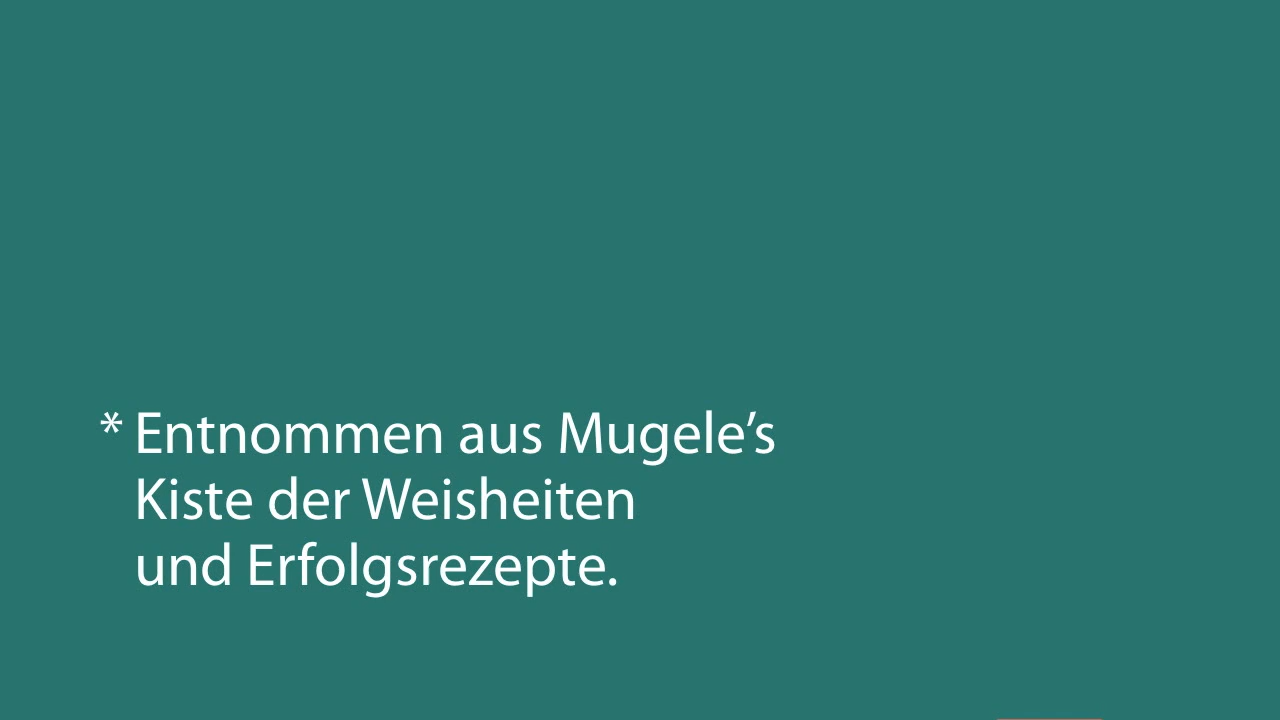 * Entnommen aus Mugele’s
Kiste der Weisheiten
und Erfolgsrezepte.